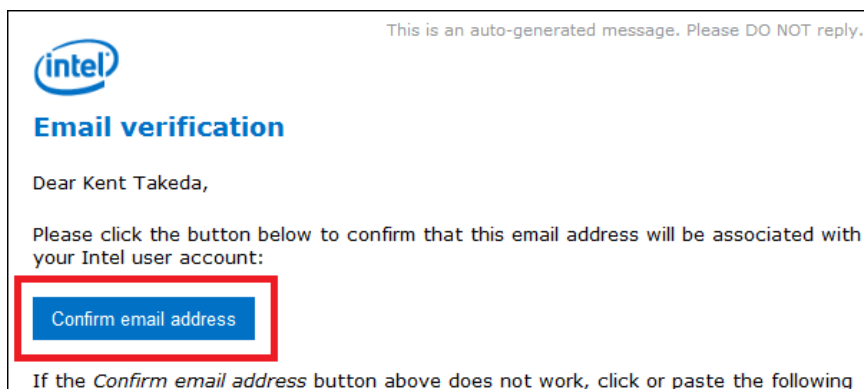 This is an auto-generated message. Please DO NOT reply.
intel
Email verification
Dear Kent Takeda,
Please click the button below to confirm that this email address will be associated with
your Intel user account:
Confirm email address
If the Confirm email address button above does not work, click or paste the following